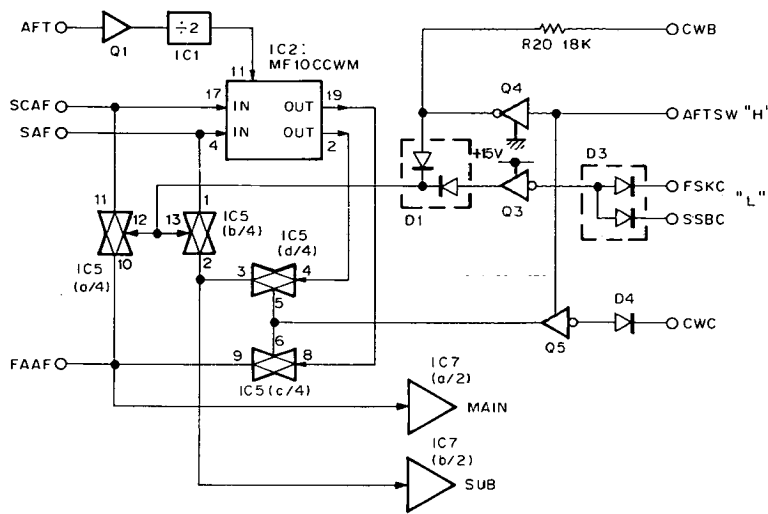 AFT
Q1
÷2
IC1
IC2:
MF10CCWM
R20 18K
CWB
11
17
IN
OUT
19
SCAF
SAF
4
IN
OUT
2
Q4
AFTSW "H"
+15V
D3
FSKC
"L"
SSBC
D1
Q3
11
12
13
1
IC5
(b/4)
10
IC5
(a/4)
2
IC5
(d/4)
3
4
5
D4
CWC
Q5
6
9
8
IC5(c/4)
FAAF
IC7
(a/2)
MAIN
IC7
(b/2)
SUB